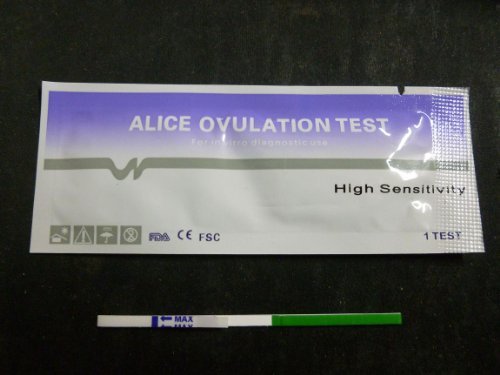 ALICE OVULATION TEST
For in vitro diagnostic use
High Sensitivity
FDA CE FSC
1 TEST
MAX
MAX